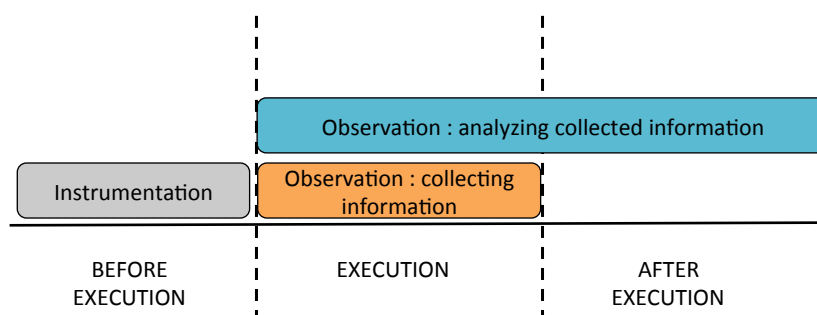 Observation : analyzing collected information
Instrumentation
Observation : collecting
information
BEFORE
EXECUTION
EXECUTION
AFTER
EXECUTION